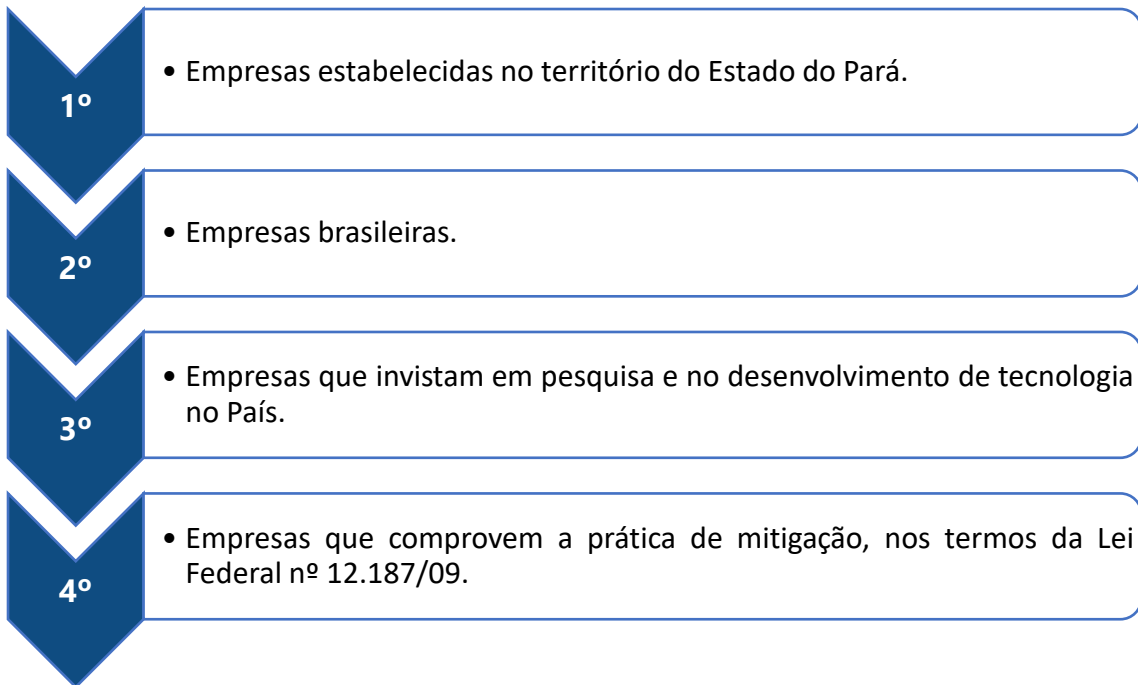 1º
• Empresas estabelecidas no território do Estado do Pará.
2º
• Empresas brasileiras.
3º
• Empresas que invistam em pesquisa e no desenvolvimento de tecnologia
no País.
4º
• Empresas que comprovem a prática de mitigação, nos termos da Lei
Federal nº 12.187/09.